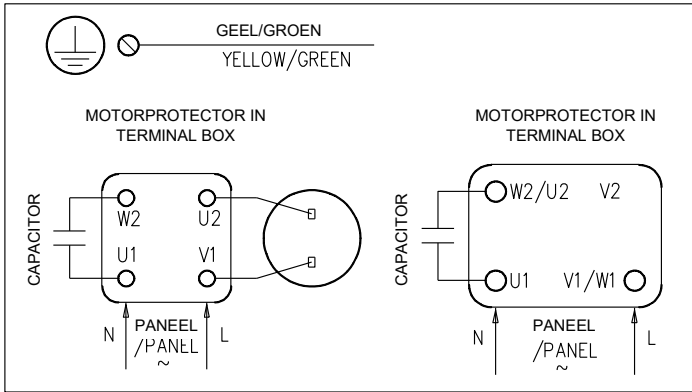 GEEL/GROEN
YELLOW/GREEN
MOTORPROTECTOR IN
TERMINAL BOX
CAPACITOR
W2 U2
U1 V1
N PANEEL L
/PANEL
~
MOTORPROTECTOR IN
TERMINAL BOX
CAPACITOR
W2/U2 V2
U1 V1/W1
N PANEEL L
/PANEL
~